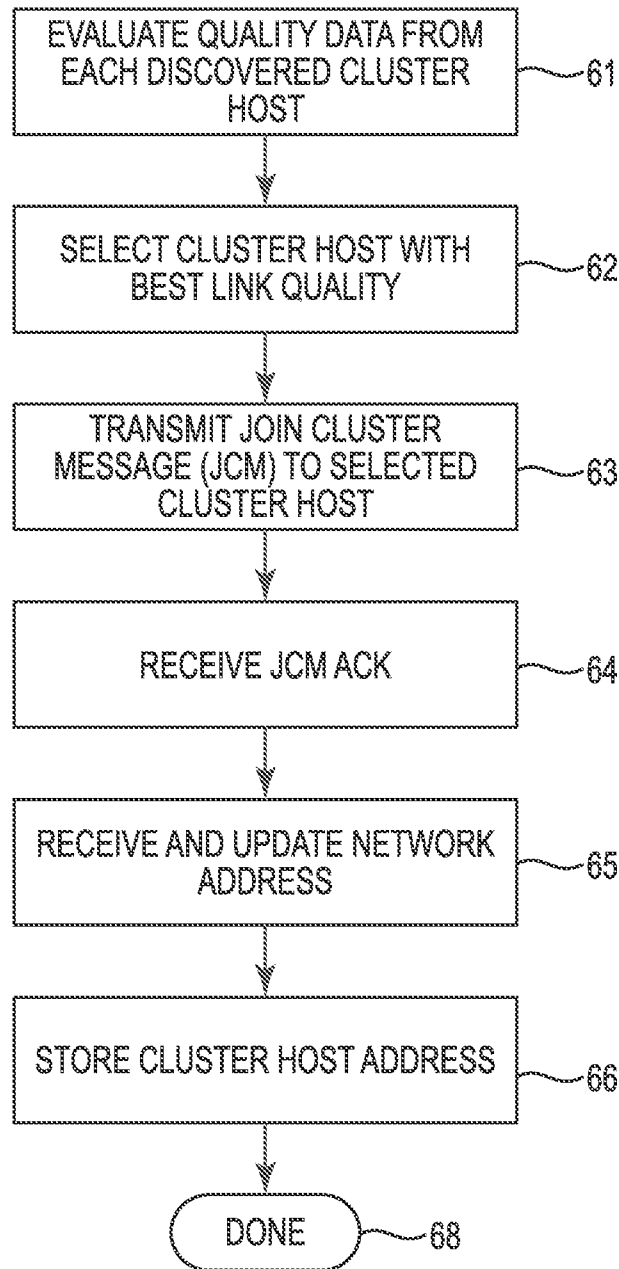 EVALUATE QUALITY DATA FROM
EACH DISCOVERED CLUSTER
HOST
61
SELECT CLUSTER HOST WITH
BEST LINK QUALITY
62
TRANSMIT JOIN CLUSTER
MESSAGE (JCM) TO SELECTED
CLUSTER HOST
63
RECEIVE JCM ACK
64
RECEIVE AND UPDATE NETWORK
ADDRESS
65
STORE CLUSTER HOST ADDRESS
66
DONE
68